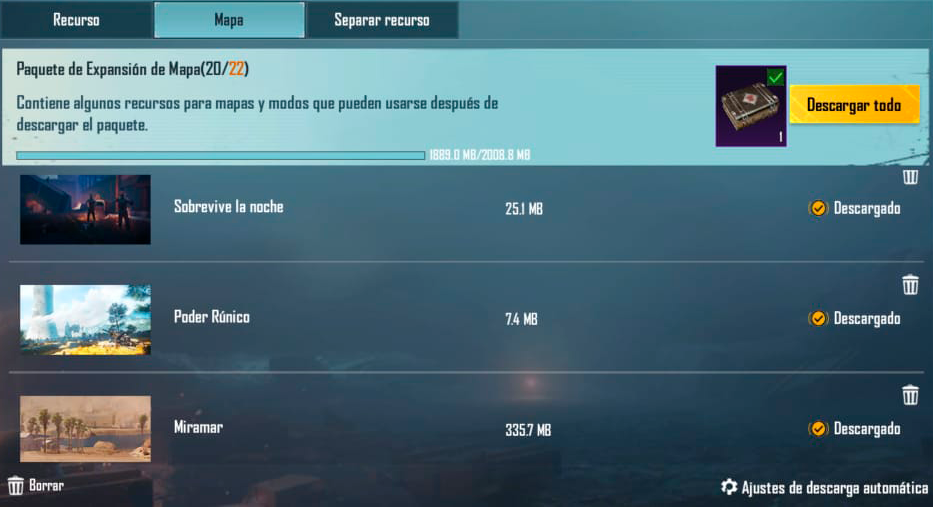 Recurso
Mapa
Separar recurso
Paquete de Expansión de Mapa(20/22)
Contiene algunos recursos para mapas y modos que pueden usarse después de
descargar el paquete.
1
Descargar todo
1889.0 MB/2008.8 MB
Sobrevive la noche
25.1 MB
Descargado
Poder Rúnico
7.4 MB
Descargado
Miramar
335.7 MB
Descargado
Borrar
Ajustes de descarga automática